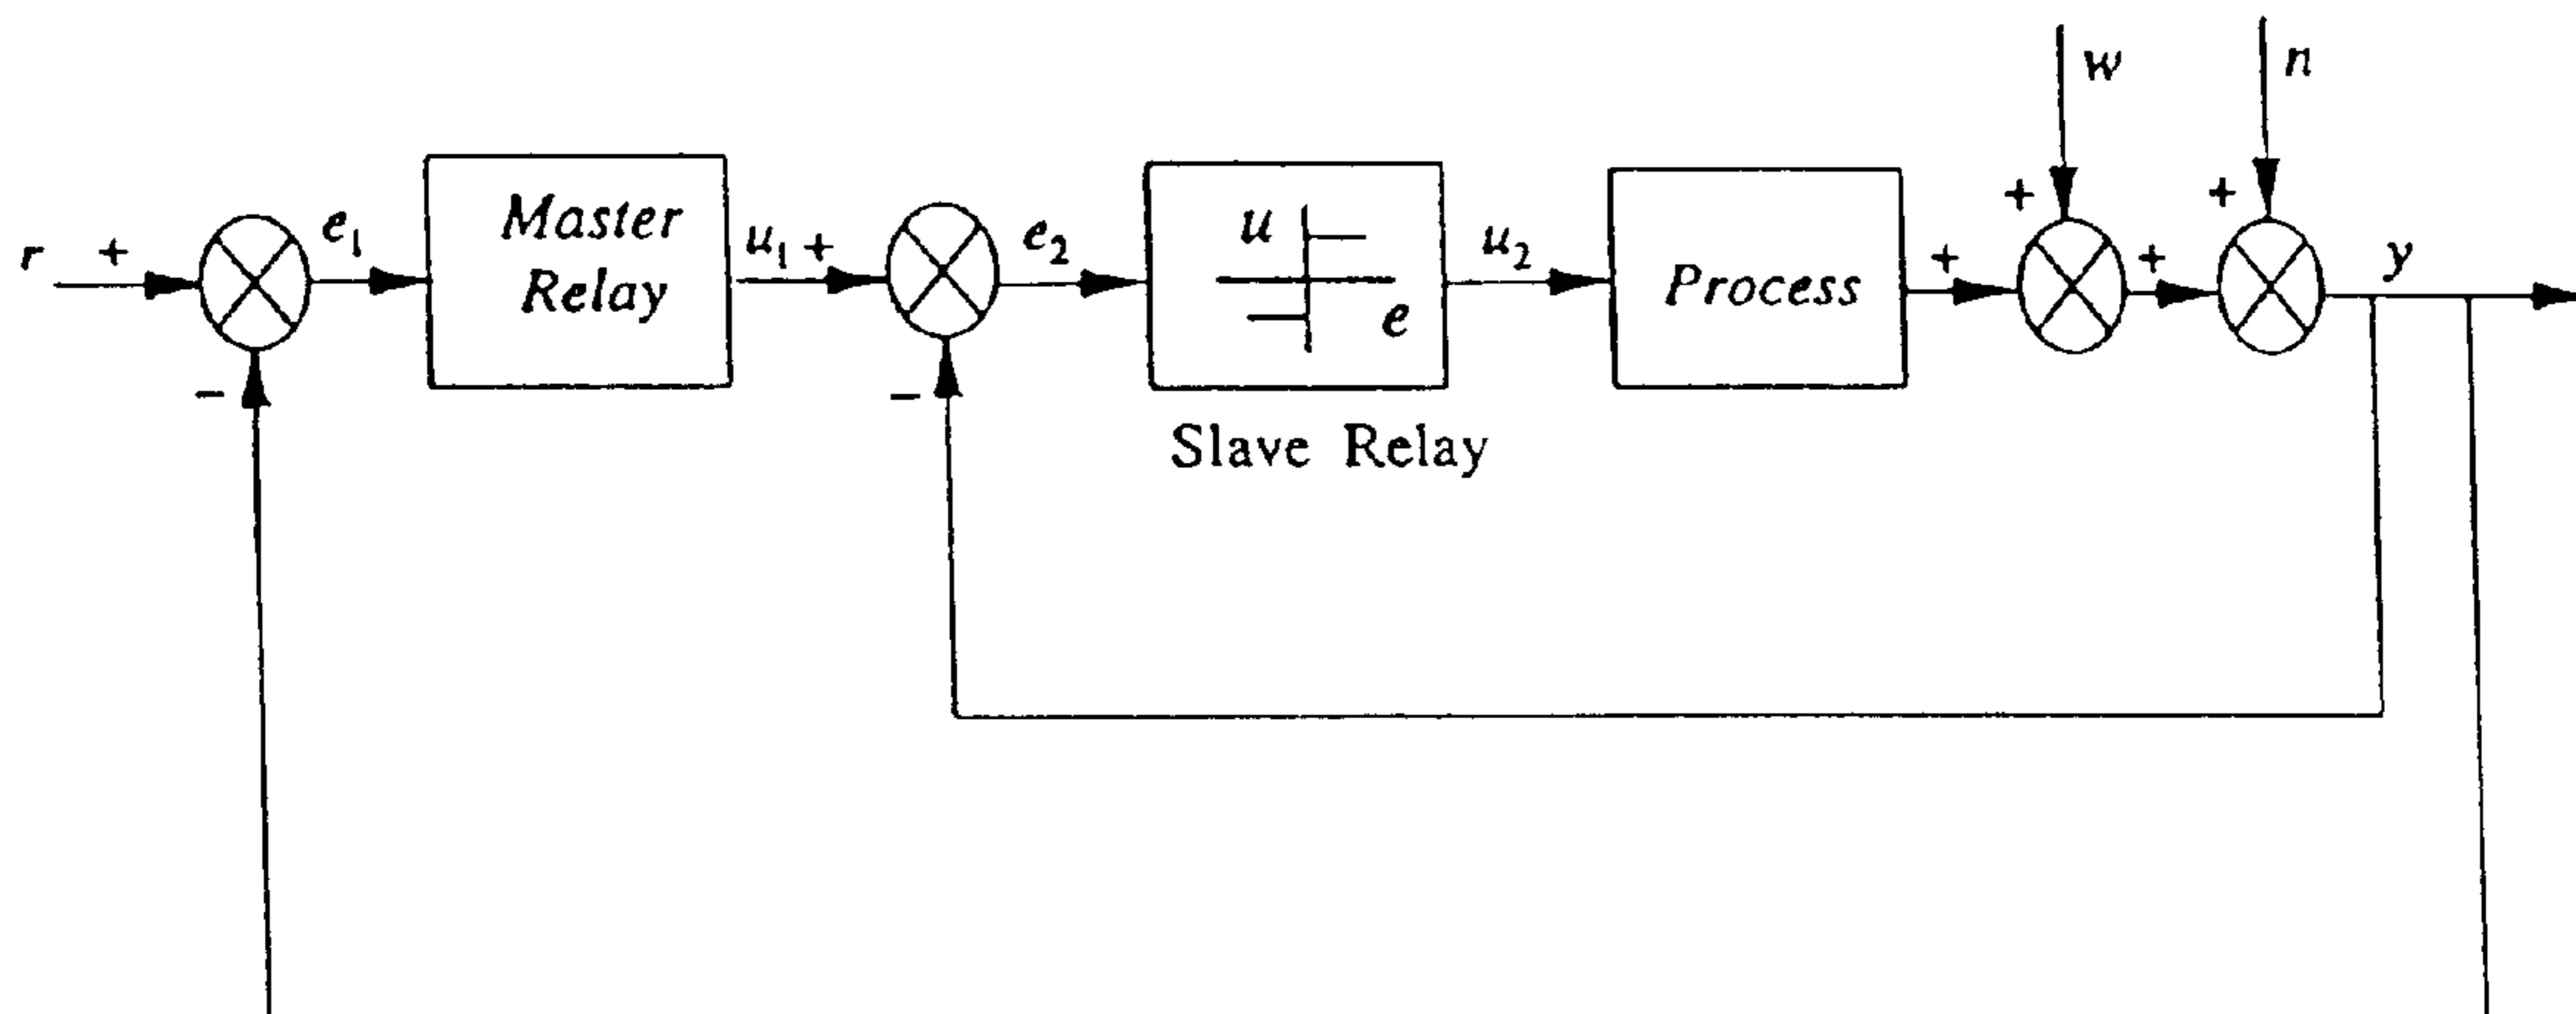 w
n
r
+
e₁
Master
Relay
u₁
+
e₂
u
e
u₂
Process
+
+
+
+
y
-
-
Slave Relay